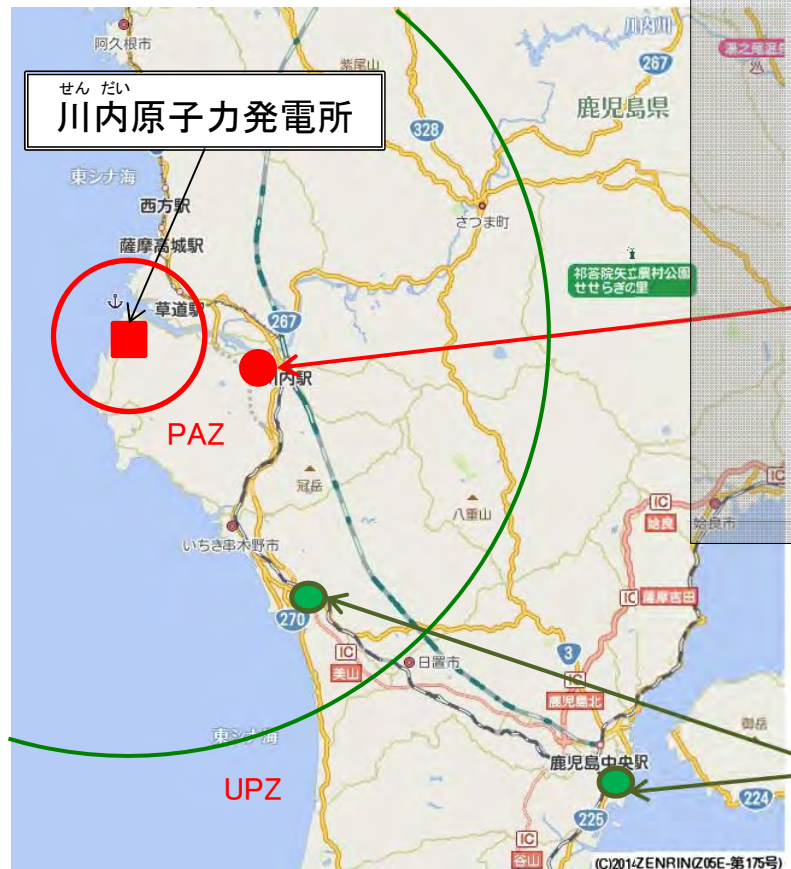 阿久根市
川内川
湯之尾温泉
紫尾山
267
せん だい
川内原子力発電所
鹿児島県
328
東シナ海
西方駅
さつま町
薩摩高城駅
祁答院矢立農村公園
せせらぎの里
草道駅
267
川内駅
PAZ
冠岳
八重山
IC
IC
姶良
姶良市
いちき串木野市
IC
薩摩吉田
270
3
IC
美山
日置市
IC
鹿児島北
東シナ海
御岳
鹿児島中央駅
UPZ
224
225
IC
谷山
(C)2014ZENRIN(Z05E-第175号)